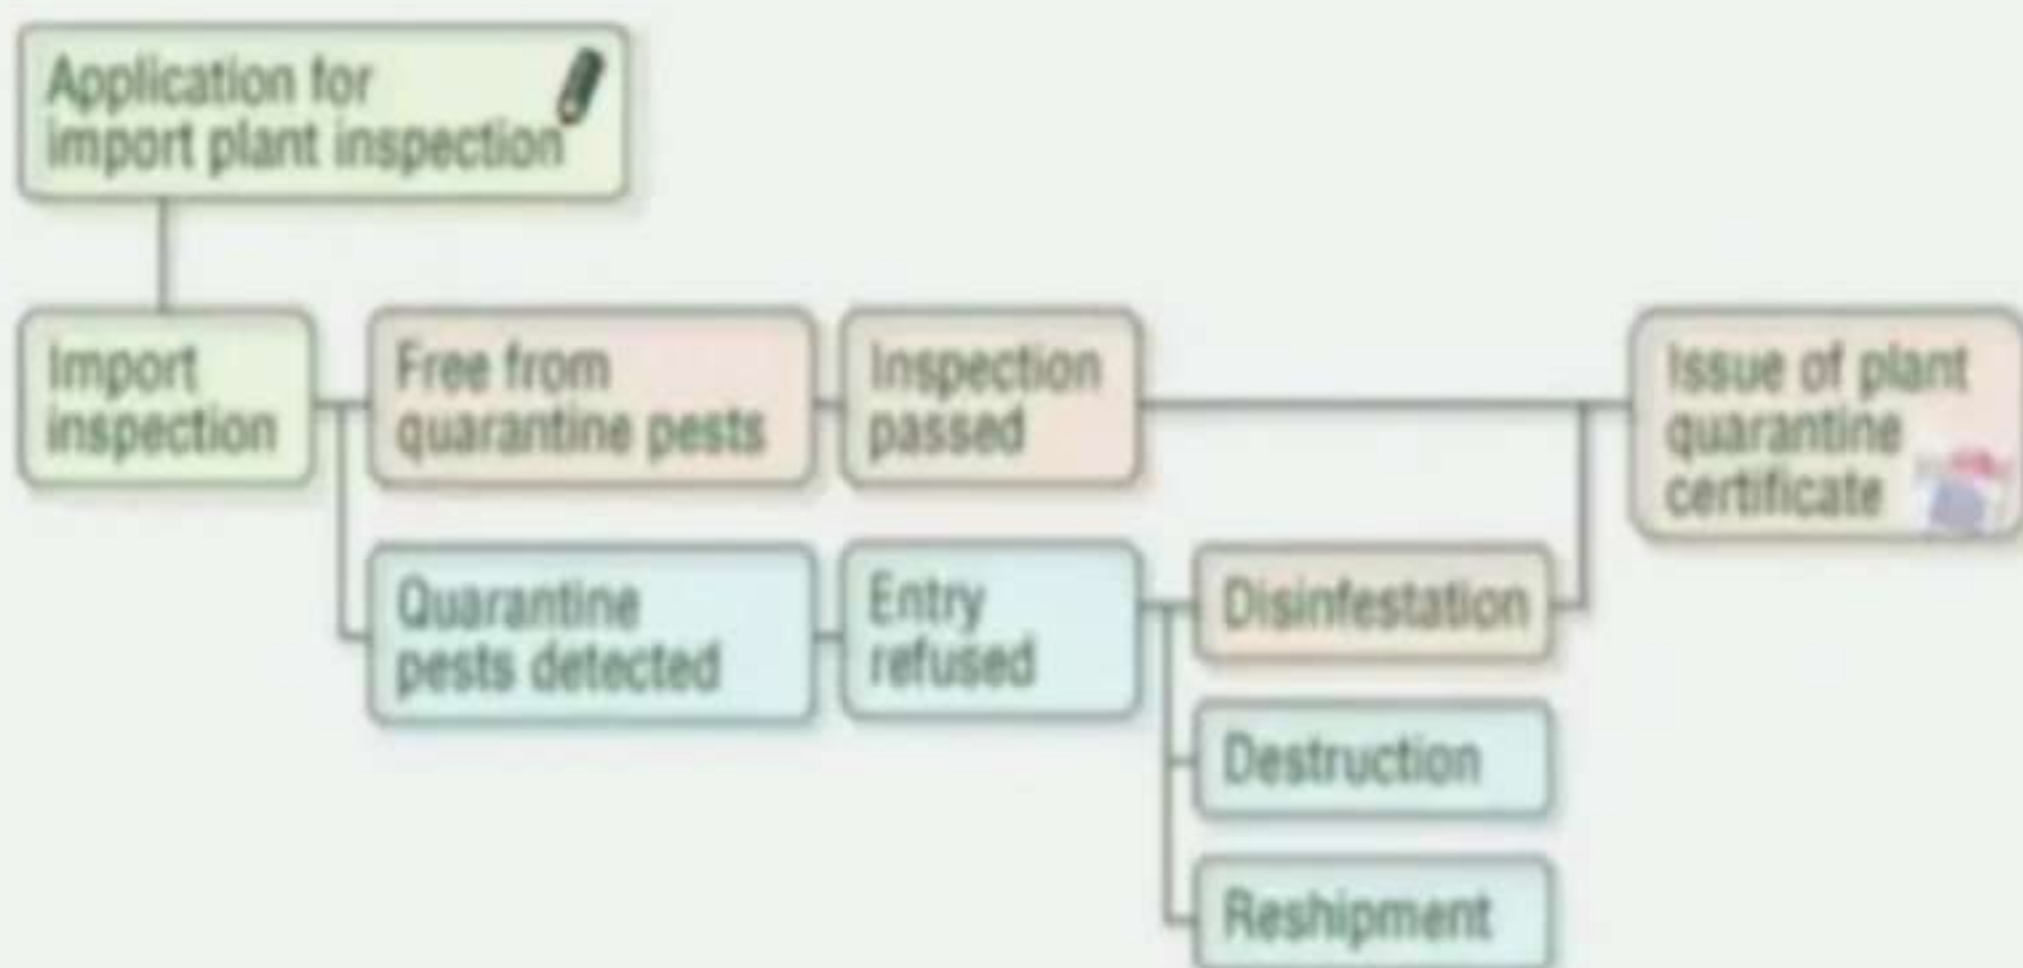 Application for
import plant inspection
Import
inspection
Free from
quarantine pests
Inspection
passed
Issue of plant
quarantine
certificate
Quarantine
pests detected
Entry
refused
Disinfestation
Destruction
Reshipment